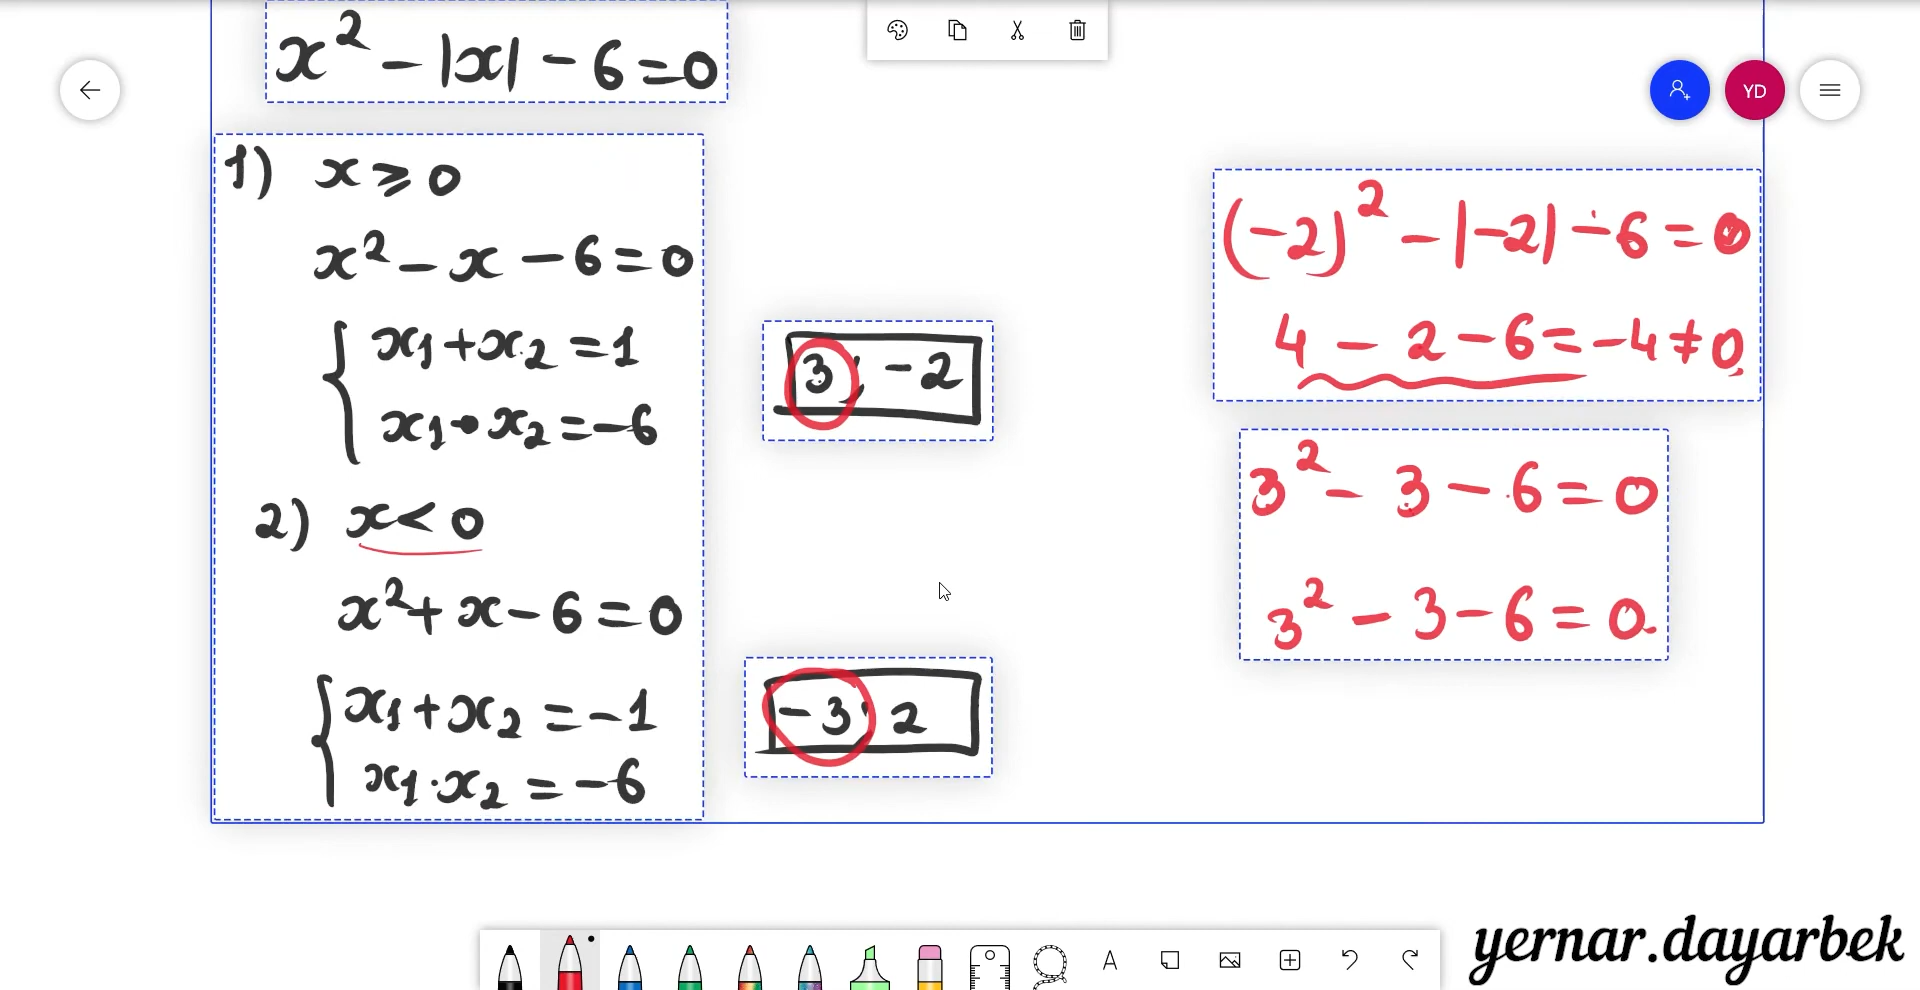 x² - |x| - 6 = 0
1) x ⩾ 0
x² - x - 6 = 0
x₁ + x₂ = 1
x₁ • x₂ = -6
3; -2
2) x < 0
x² + x - 6 = 0
x₁ + x₂ = -1
x₁ · x₂ = -6
-3; 2
(-2)² - |-2| - 6 = 0
4 - 2 - 6 = -4 ≠ 0
3² - 3 - 6 = 0
3² - 3 - 6 = 0
YD
A
yernar.dayarbek